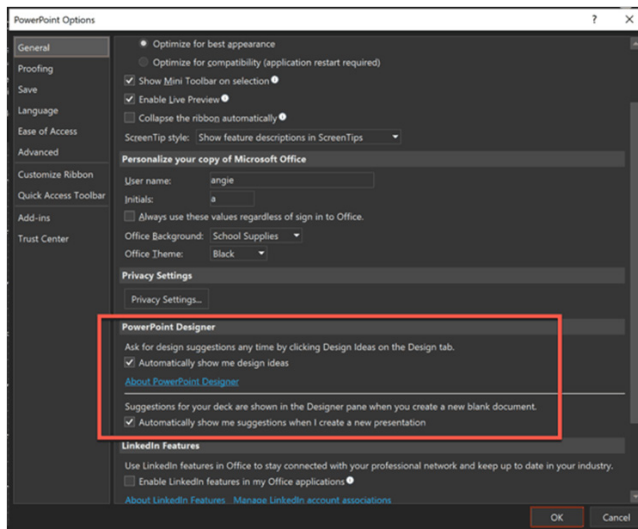 PowerPoint Options
General
Proofing
Save
Language
Ease of Access
Advanced
Customize Ribbon
Quick Access Toolbar
Add-ins
Trust Center
Optimize for best appearance
Optimize for compatibility (application restart required)
Show Mini Toolbar on selection
Enable Live Preview
Collapse the ribbon automatically
ScreenTip style: Show feature descriptions in ScreenTips
Personalize your copy of Microsoft Office
User name: angie
Initials: a
Always use these values regardless of sign in to Office.
Office Background: School Supplies
Office Theme: Black
Privacy Settings
Privacy Settings...
PowerPoint Designer
Ask for design suggestions any time by clicking Design Ideas on the Design tab.
Automatically show me design ideas
About PowerPoint Designer
Suggestions for your deck are shown in the Designer pane when you create a new blank document.
Automatically show me suggestions when I create a new presentation
LinkedIn Features
Use LinkedIn features in Office to stay connected with your professional network and keep up to date in your industry.
Enable LinkedIn features in my Office applications
About LinkedIn Features Manage LinkedIn account associations
OK Cancel